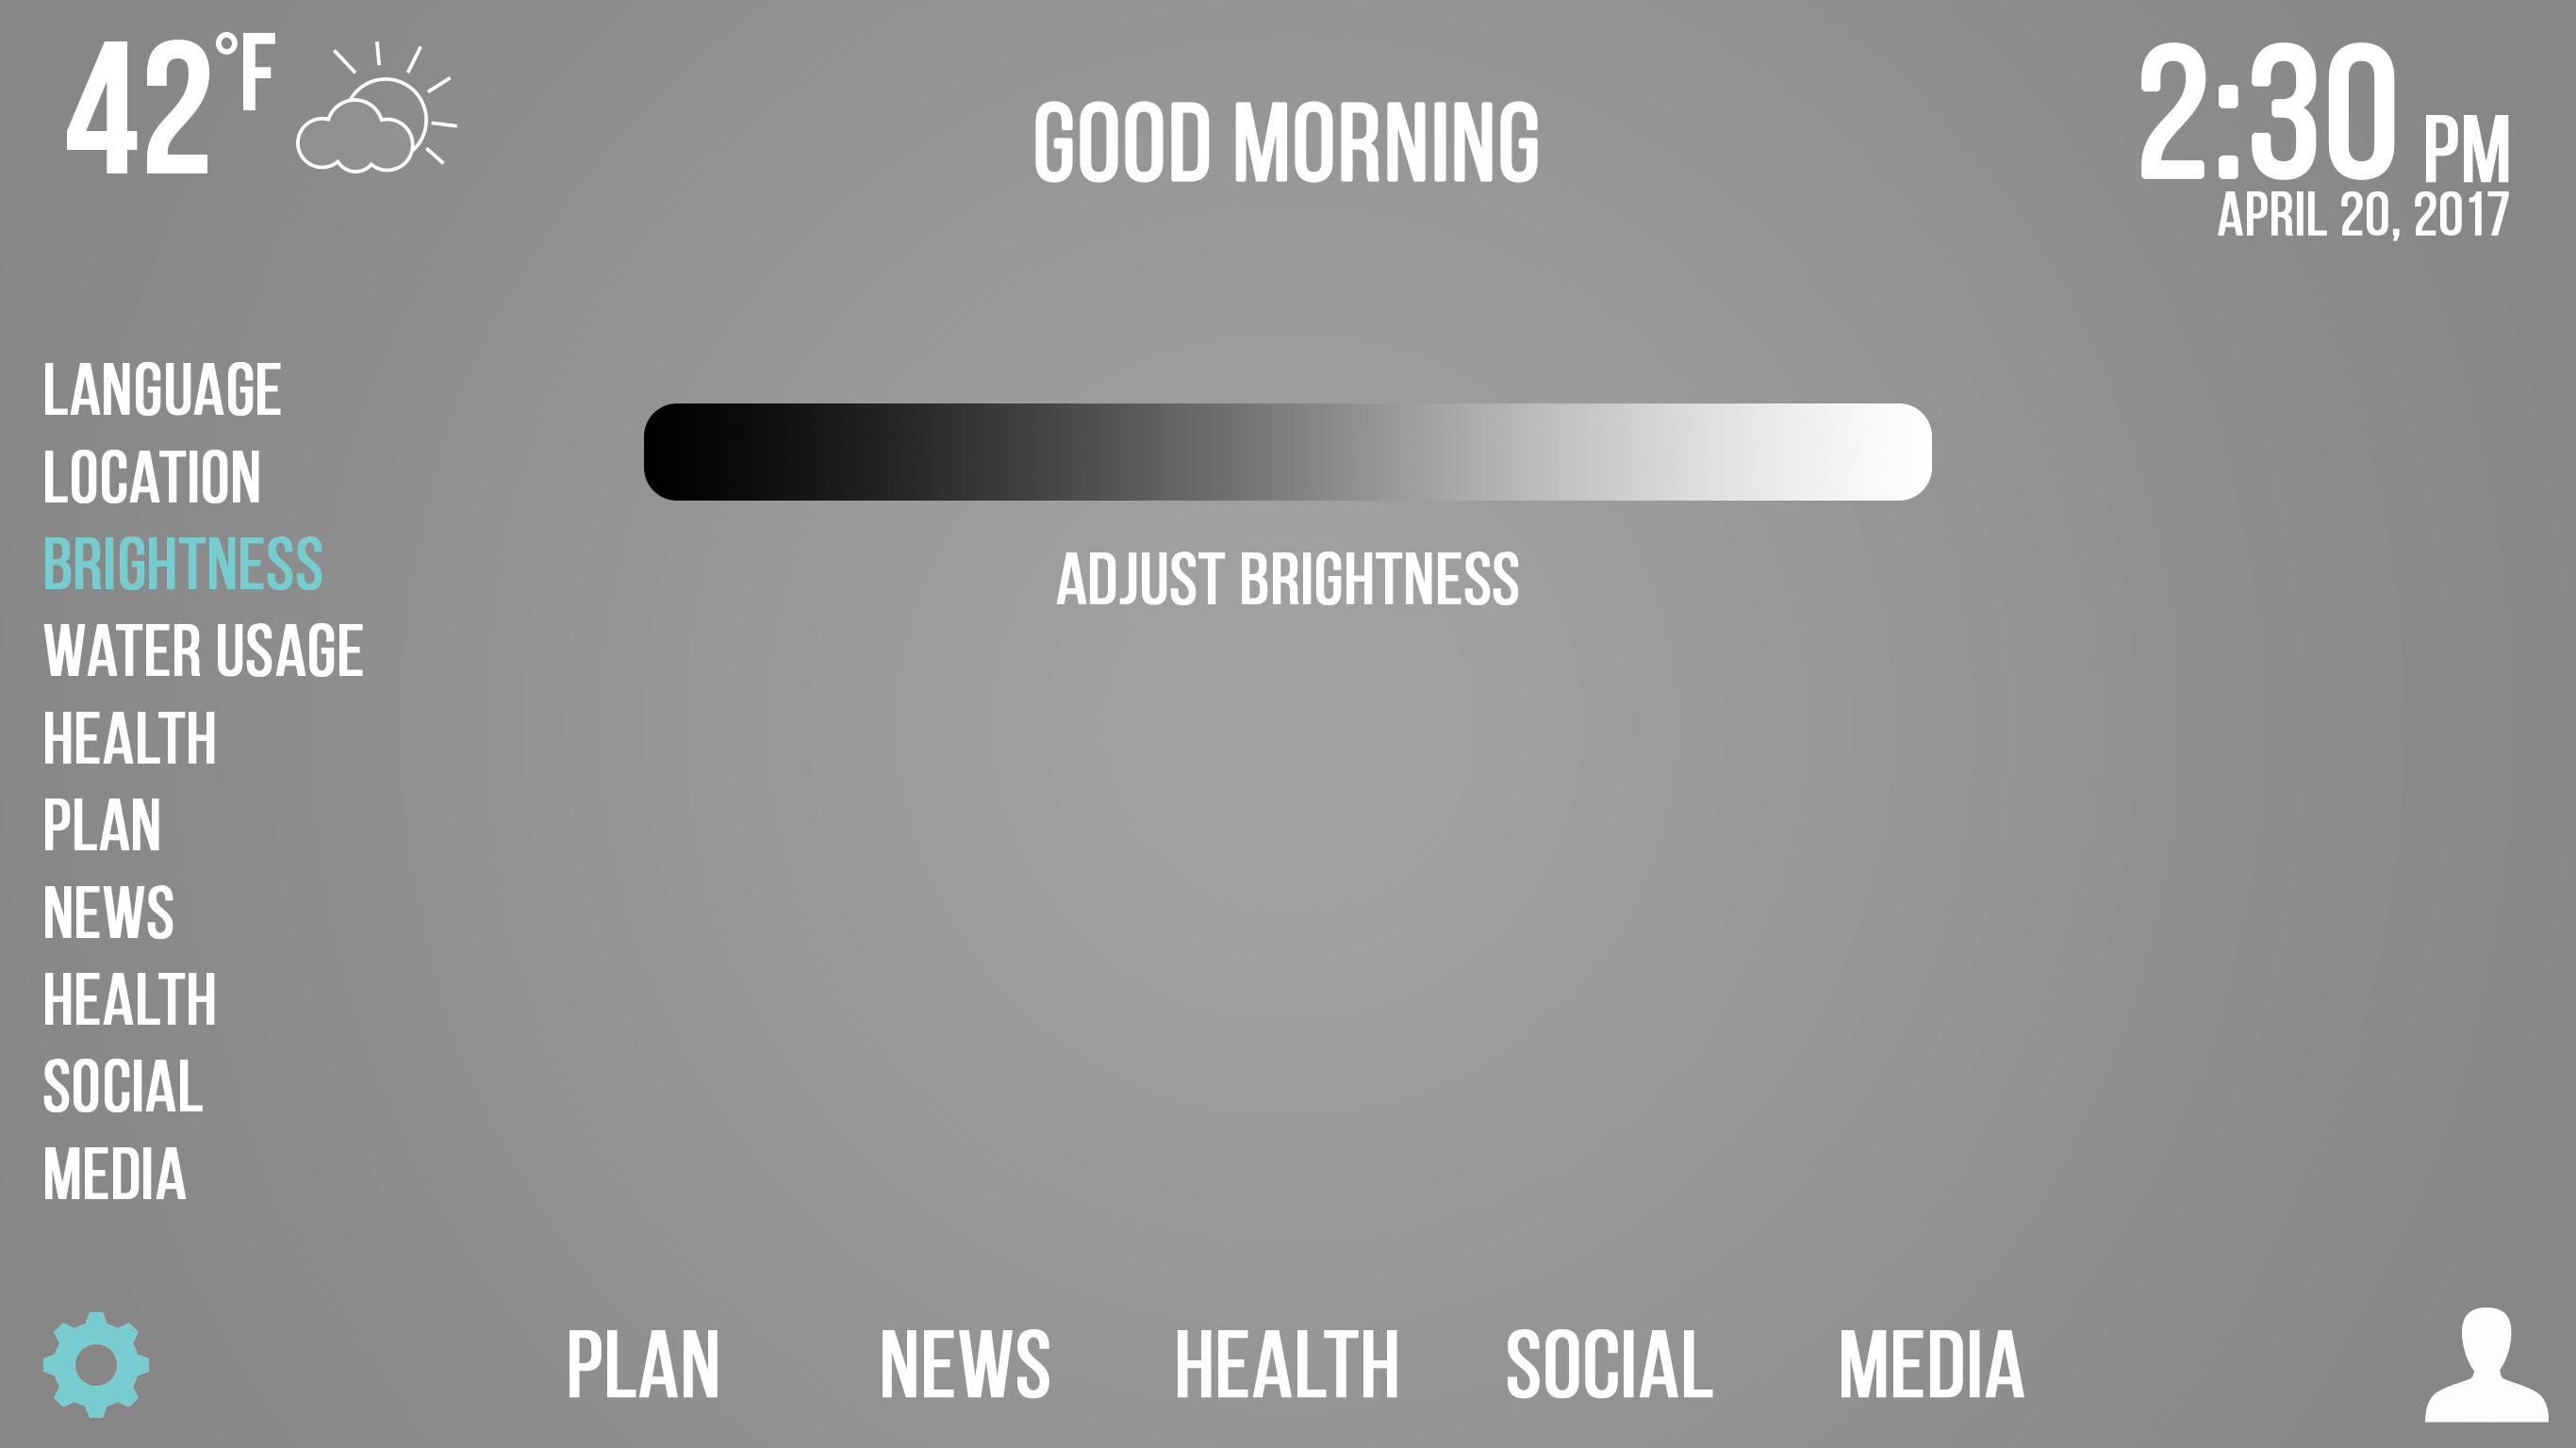 42°F
GOOD MORNING
2:30 PM
APRIL 20, 2017
LANGUAGE
LOCATION
BRIGHTNESS
WATER USAGE
HEALTH
PLAN
NEWS
HEALTH
SOCIAL
MEDIA
ADJUST BRIGHTNESS
PLAN NEWS HEALTH SOCIAL MEDIA